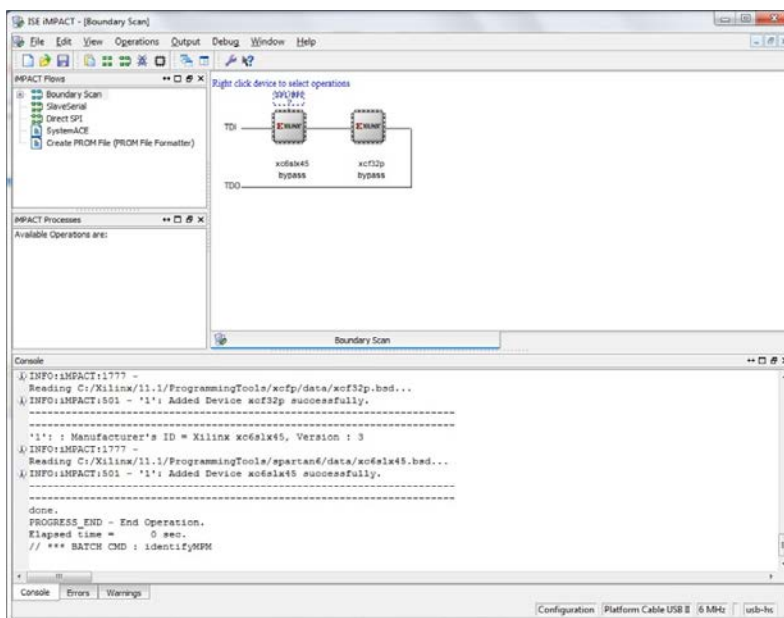 ISE iMPACT - [Boundary Scan]
File Edit View Operations Output Debug Window Help
iMPACT Flows
Boundary Scan
SlaveSerial
Direct SPI
SystemACE
Create PROM File (PROM File Formatter)
Right click device to select operations
SPI/BPI
TDI
XILINX XILINX
xc6slx45 xcf32p
bypass bypass
TDO
iMPACT Processes
Available Operations are:
Boundary Scan
Console
INFO:iMPACT:1777 -
Reading C:/Xilinx/11.1/ProgrammingTools/xcfp/data/xcf32p.bsd...
INFO:iMPACT:501 - '1': Added Device xcf32p successfully.
----------------------------------------------------------------------
----------------------------------------------------------------------
'1': : Manufacturer's ID = Xilinx xc6slx45, Version : 3
INFO:iMPACT:1777 -
Reading C:/Xilinx/11.1/ProgrammingTools/spartan6/data/xc6slx45.bsd...
INFO:iMPACT:501 - '1': Added Device xc6slx45 successfully.
----------------------------------------------------------------------
----------------------------------------------------------------------
done.
PROGRESS_END - End Operation.
Elapsed time = 0 sec.
// *** BATCH CMD : identifyMPM
Console Errors Warnings
Configuration Platform Cable USB II 6 MHz usb-hs